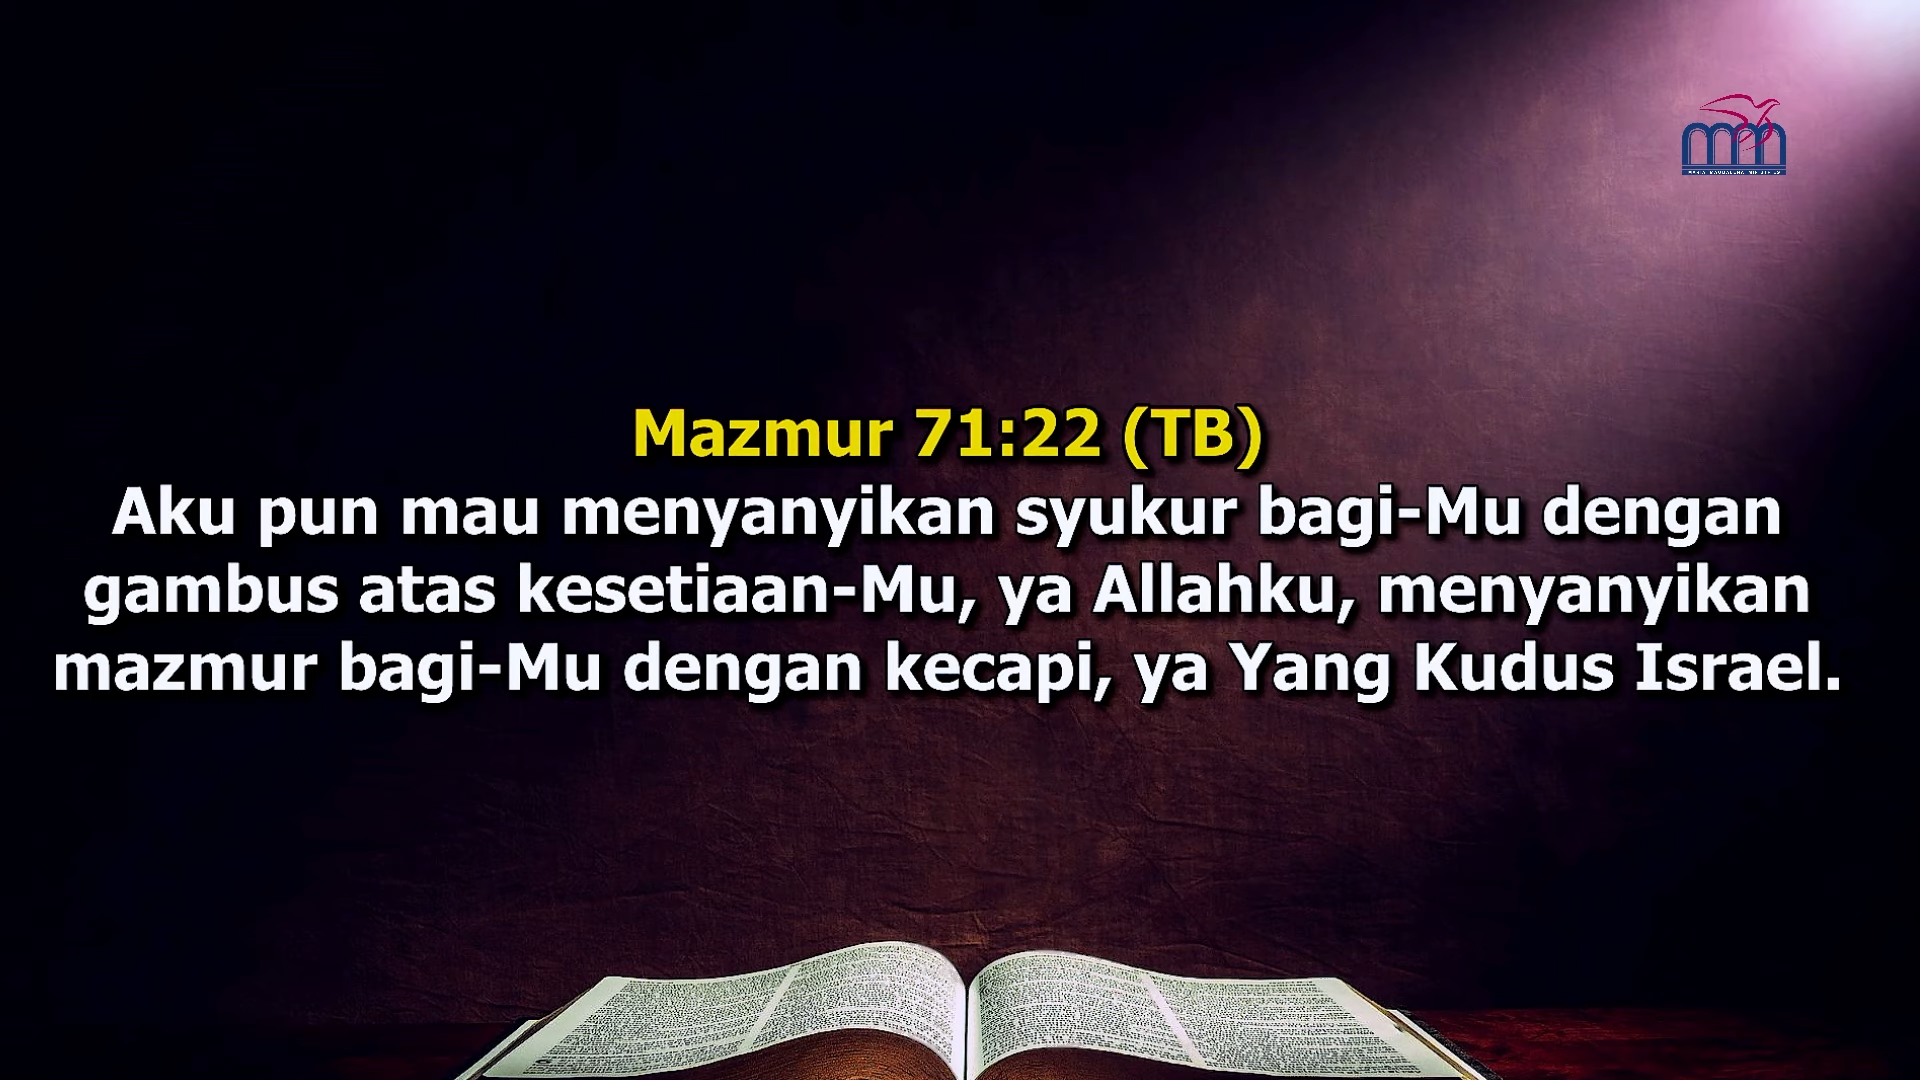 Mazmur 71:22 (TB)
Aku pun mau menyanyikan syukur bagi-Mu dengan
gambus atas kesetiaan-Mu, ya Allahku, menyanyikan
mazmur bagi-Mu dengan kecapi, ya Yang Kudus Israel.